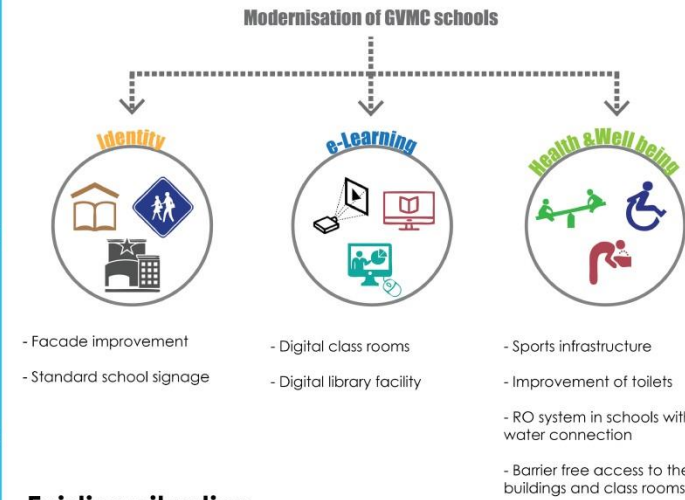 Modernisation of GVMC schools
Identity
e-Learning
Health & Well being
- Facade improvement
- Standard school signage
- Digital class rooms
- Digital library facility
- Sports infrastructure
- Improvement of toilets
- RO system in schools with
water connection
- Barrier free access to the
buildings and class rooms